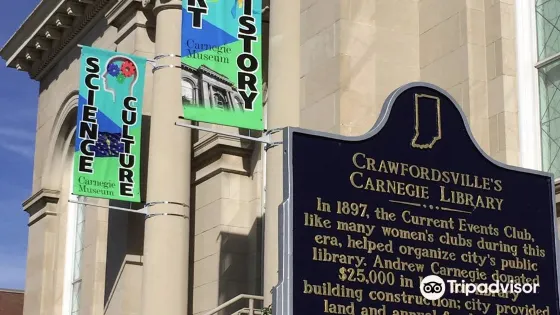 SCIENCE
CULTURE
Carnegie Museum
ART
HISTORY
Carnegie
Museum
CRAWFORDSVILLE'S
CARNEGIE LIBRARY
In 1897, the Current Events Club,
like many women's clubs during this
era, helped organize city's public
library. Andrew Carnegie donated
$25,000 in
building construction; city provided
land and annual
Tripadvisor